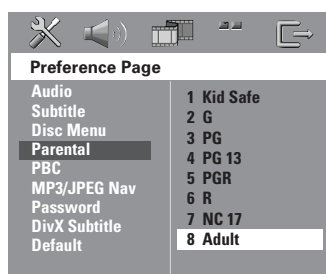 Preference Page
Audio
Subtitle
Disc Menu
Parental
PBC
MP3/JPEG Nav
Password
DivX Subtitle
Default
1 Kid Safe
2 G
3 PG
4 PG 13
5 PGR
6 R
7 NC 17
8 Adult